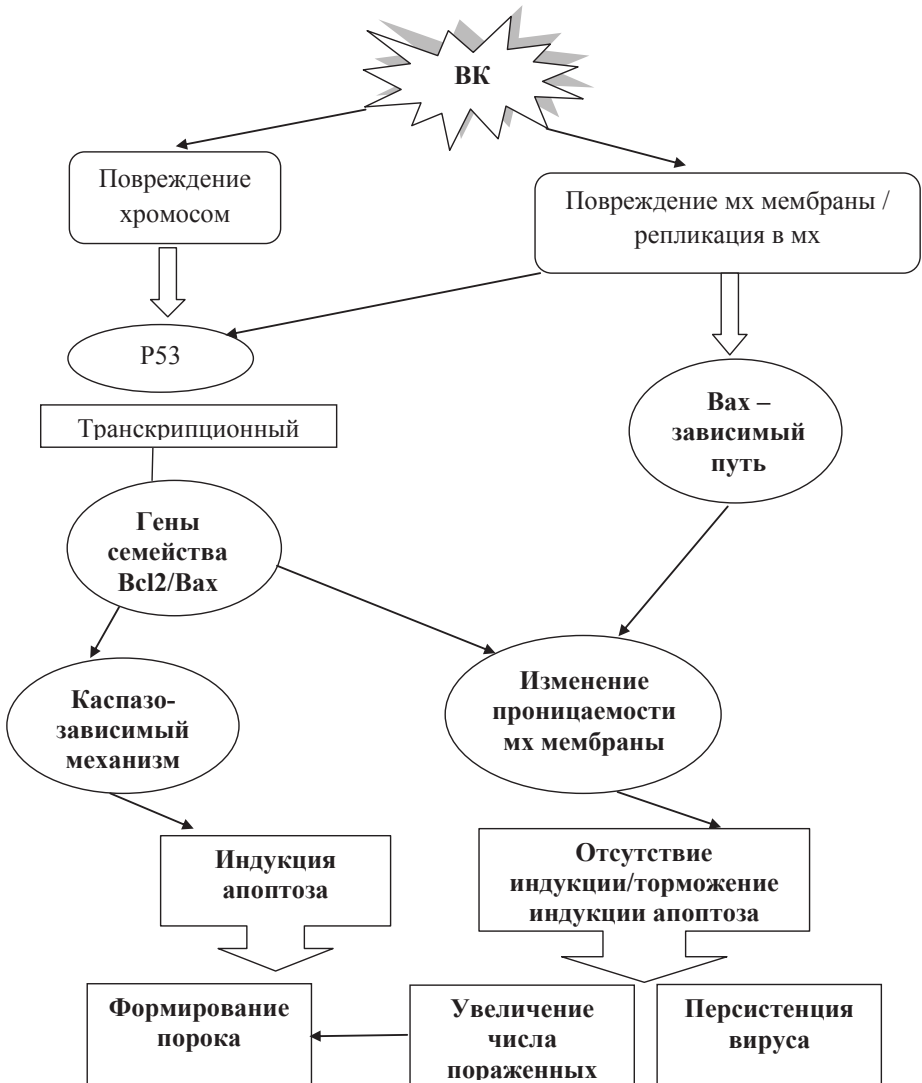 ВК
Повреждение
хромосом
Повреждение мх мембраны /
репликация в мх
Р53
Транскрипционный
Bax –
зависимый
путь
Гены
семейства
Bcl2/Bax
Каспазо-
зависимый
механизм
Изменение
проницаемости
мх мембраны
Индукция
апоптоза
Отсутствие
индукции/торможение
индукции апоптоза
Формирование
порока
Увеличение
числа
пораженных
Персистенция
вируса